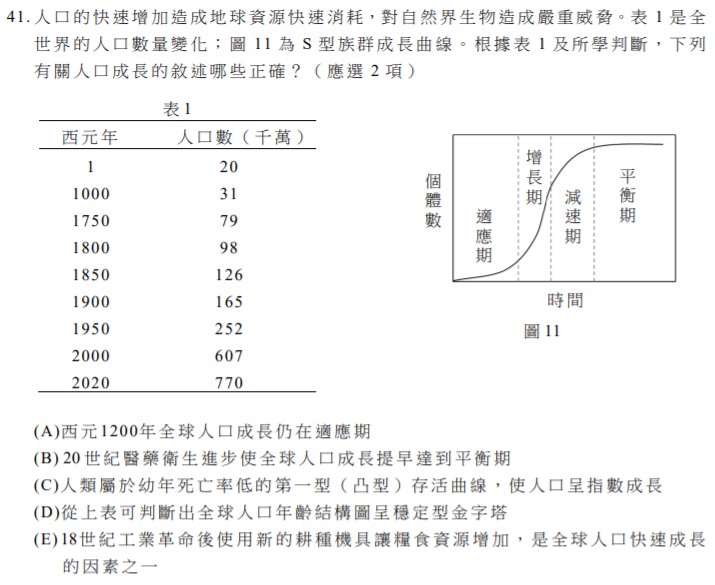 41. 人口的快速增加造成地球資源快速消耗，對自然界生物造成嚴重威脅。表 1 是全
世界的人口數量變化；圖 11 為 S 型族群成長曲線。根據表 1 及所學判斷，下列
有關人口成長的敘述哪些正確？（應選 2 項）
表 1
西元年 人口數（千萬）
1 20
1000 31
1750 79
1800 98
1850 126
1900 165
1950 252
2000 607
2020 770
個體數
適應期
增長期
減速期
平衡期
時間
圖 11
(A)西元1200年全球人口成長仍在適應期
(B) 20 世紀醫藥衛生進步使全球人口成長提早達到平衡期
(C)人類屬於幼年死亡率低的第一型（凸型）存活曲線，使人口呈指數成長
(D)從上表可判斷出全球人口年齡結構圖呈穩定型金字塔
(E)18世紀工業革命後使用新的耕種機具讓糧食資源增加，是全球人口快速成長
的因素之一